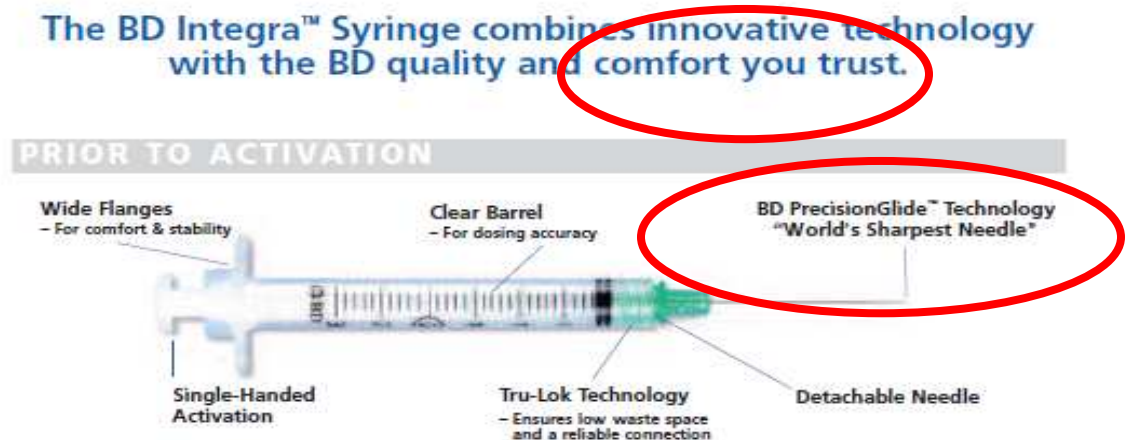 The BD Integra™ Syringe combines innovative technology
with the BD quality and comfort you trust.
PRIOR TO ACTIVATION
Wide Flanges
– For comfort & stability
Clear Barrel
– For dosing accuracy
BD PrecisionGlide™ Technology
"World's Sharpest Needle"
BD
3
Single-Handed
Activation
Tru-Lok Technology
– Ensures low waste space
and a reliable connection
Detachable Needle